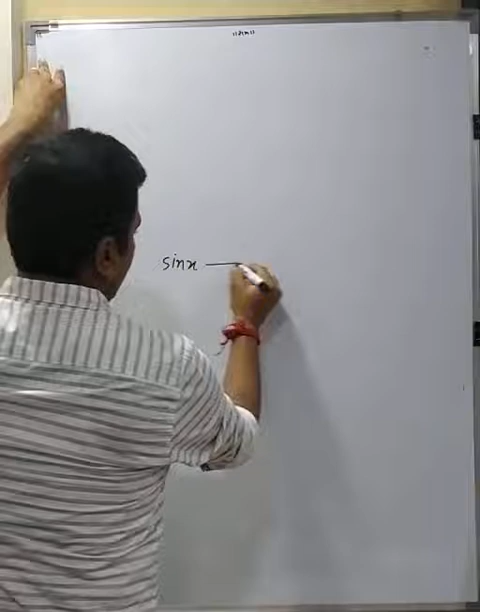 sinx —